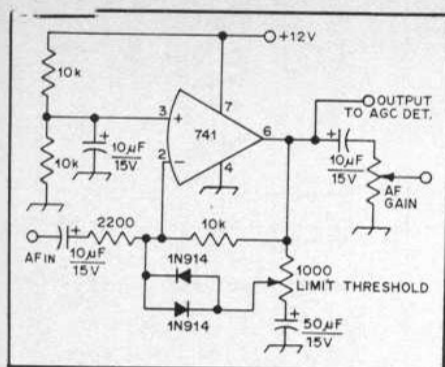 +12V
10k
7
3
+
OUTPUT
TO AGC DET.
+
741
6
10k
10µF
15V
2
−
4
+
10µF
15V
AF
GAIN
2200
10k
+
AF IN
10µF
15V
1N914
1000
LIMIT THRESHOLD
1N914
+
50µF
15V